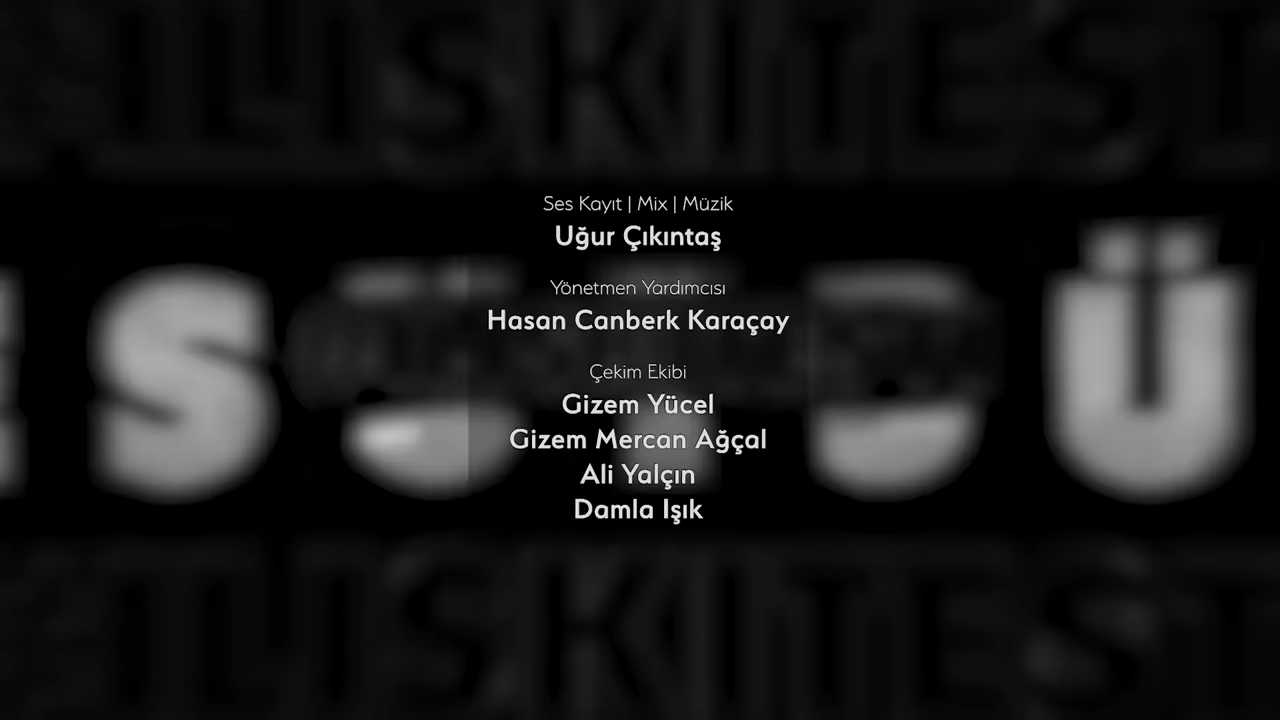 Ses Kayıt | Mix | Müzik
Uğur Çıkıntaş
Yönetmen Yardımcısı
Hasan Canberk Karaçay
Çekim Ekibi
Gizem Yücel
Gizem Mercan Ağçal
Ali Yalçın
Damla Işık